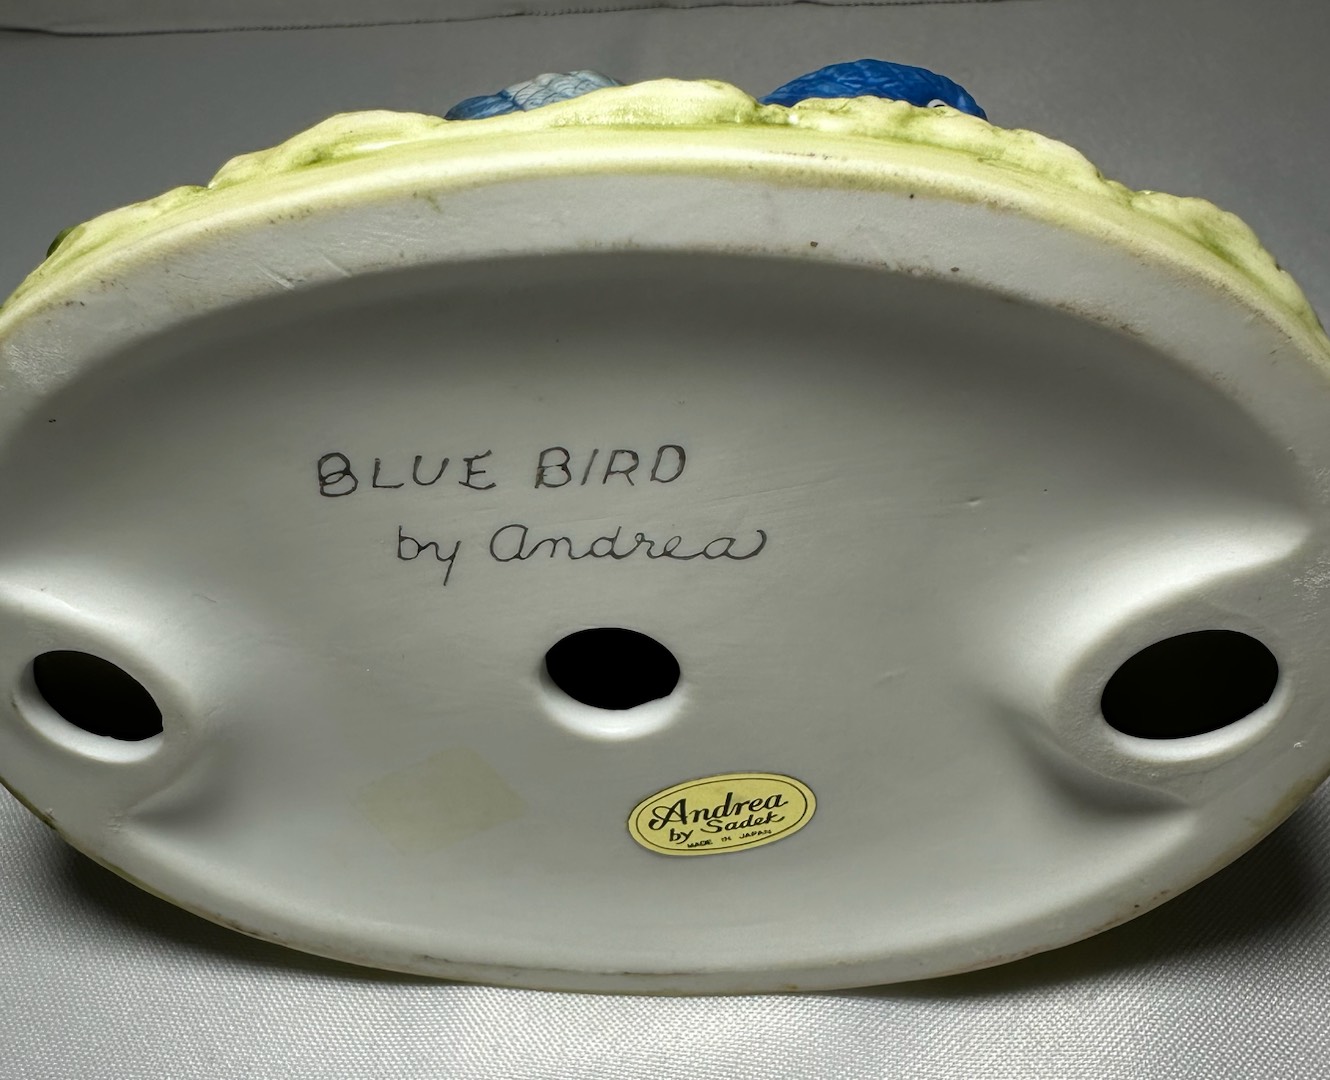 BLUE BIRD
by Andrea
Andrea
by Sadek
MADE IN JAPAN